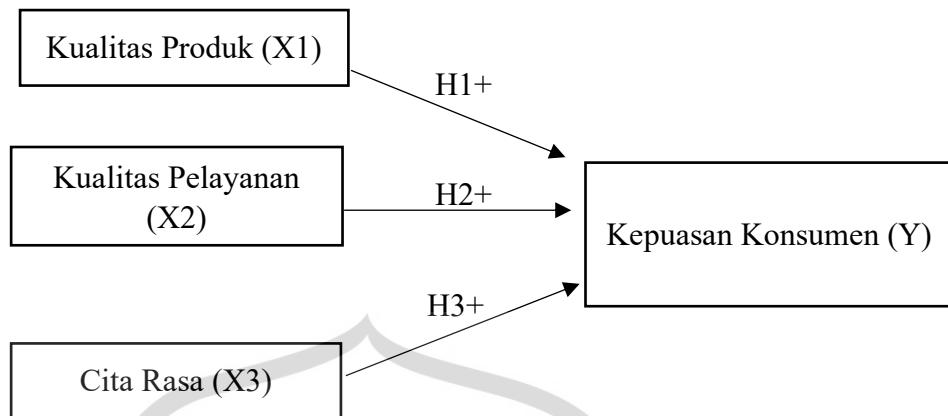 Kualitas Produk (X1)
H1+
Kualitas Pelayanan
(X2)
H2+
Kepuasan Konsumen (Y)
H3+
Cita Rasa (X3)